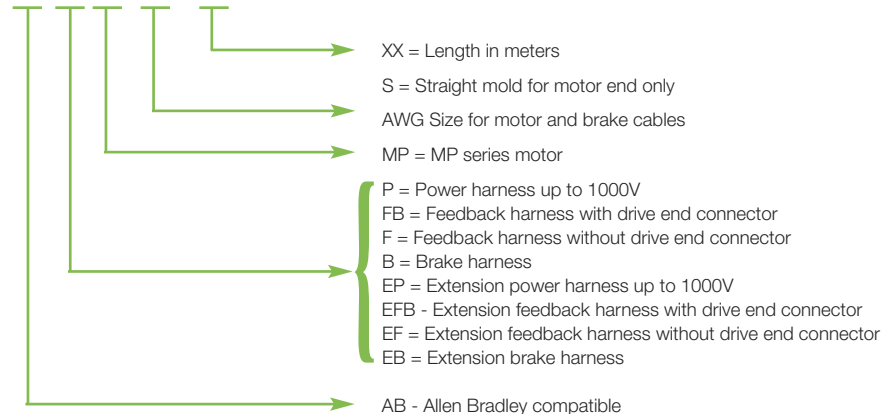 XX = Length in meters
S = Straight mold for motor end only
AWG Size for motor and brake cables
MP = MP series motor
P = Power harness up to 1000V
FB = Feedback harness with drive end connector
F = Feedback harness without drive end connector
B = Brake harness
EP = Extension power harness up to 1000V
EFB - Extension feedback harness with drive end connector
EF = Extension feedback harness without drive end connector
EB = Extension brake harness
AB - Allen Bradley compatible